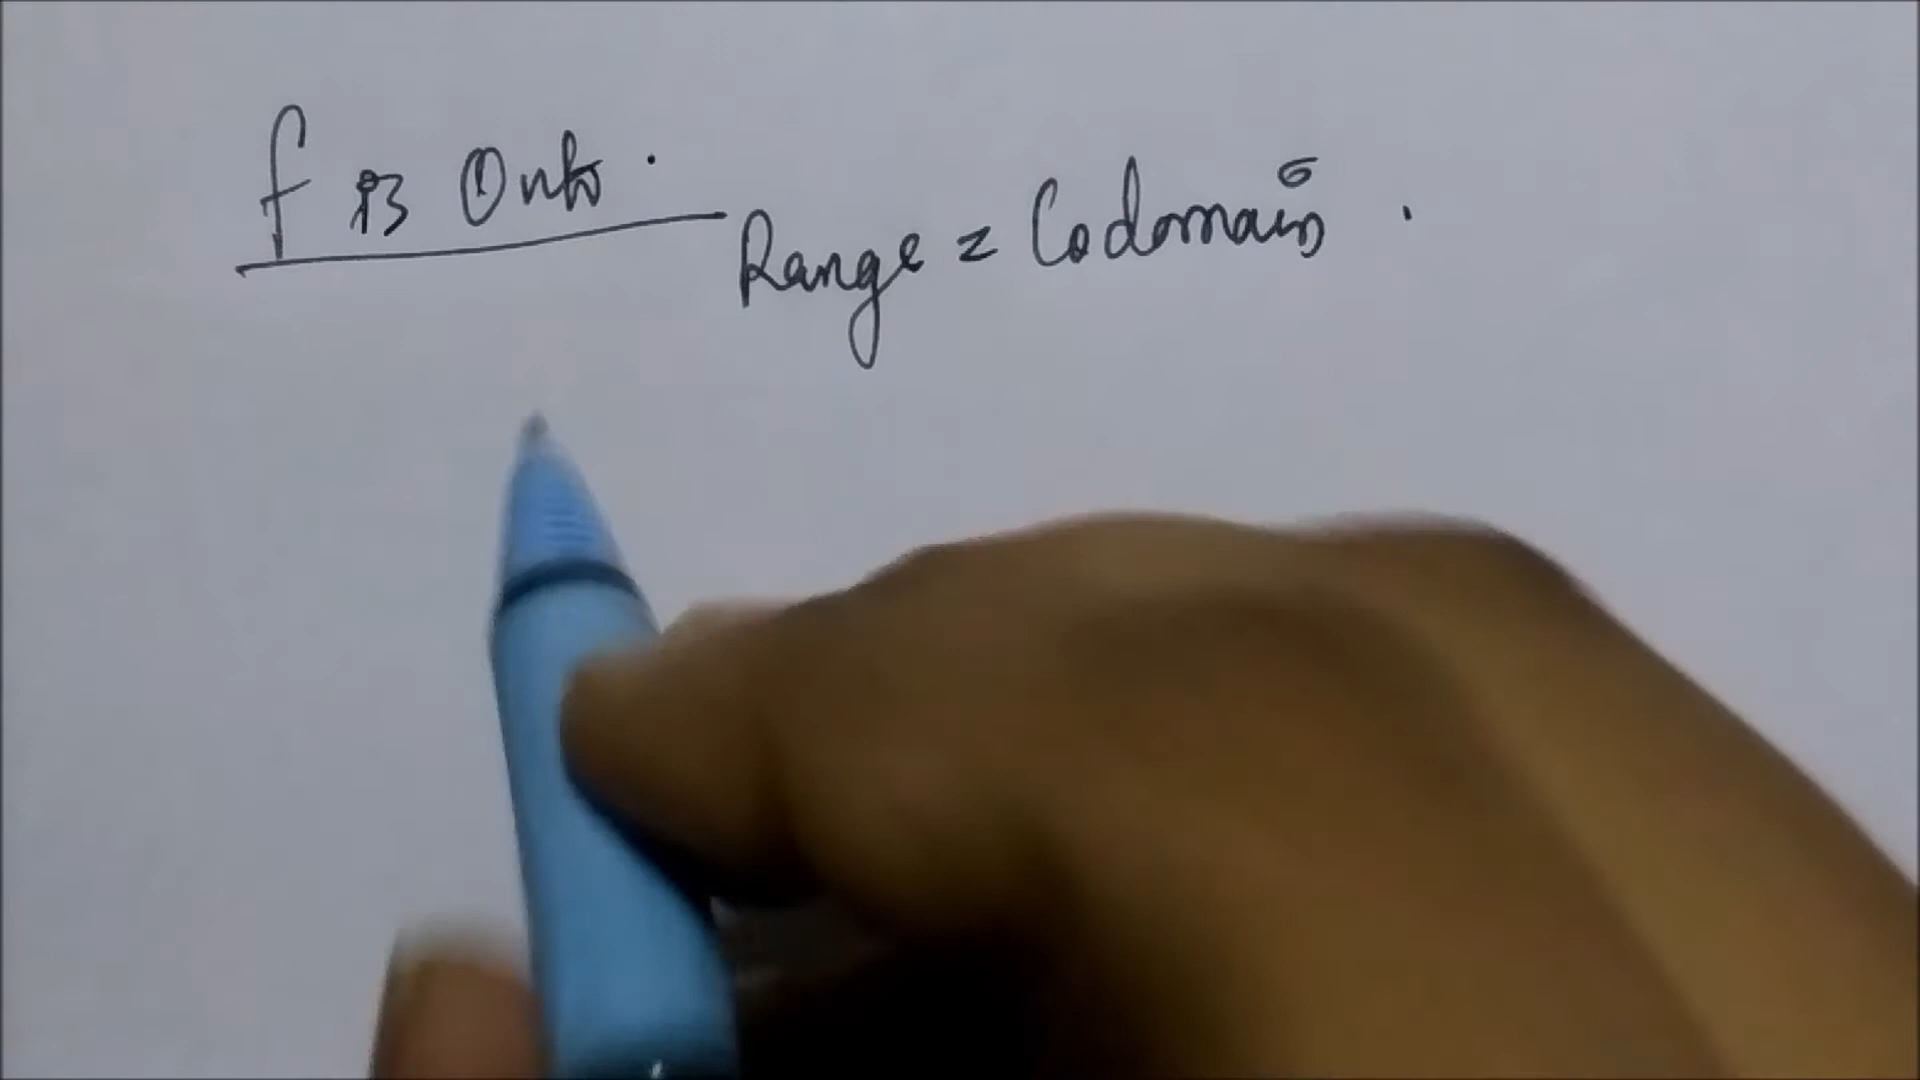 f is Onto.
Range = Codomain.